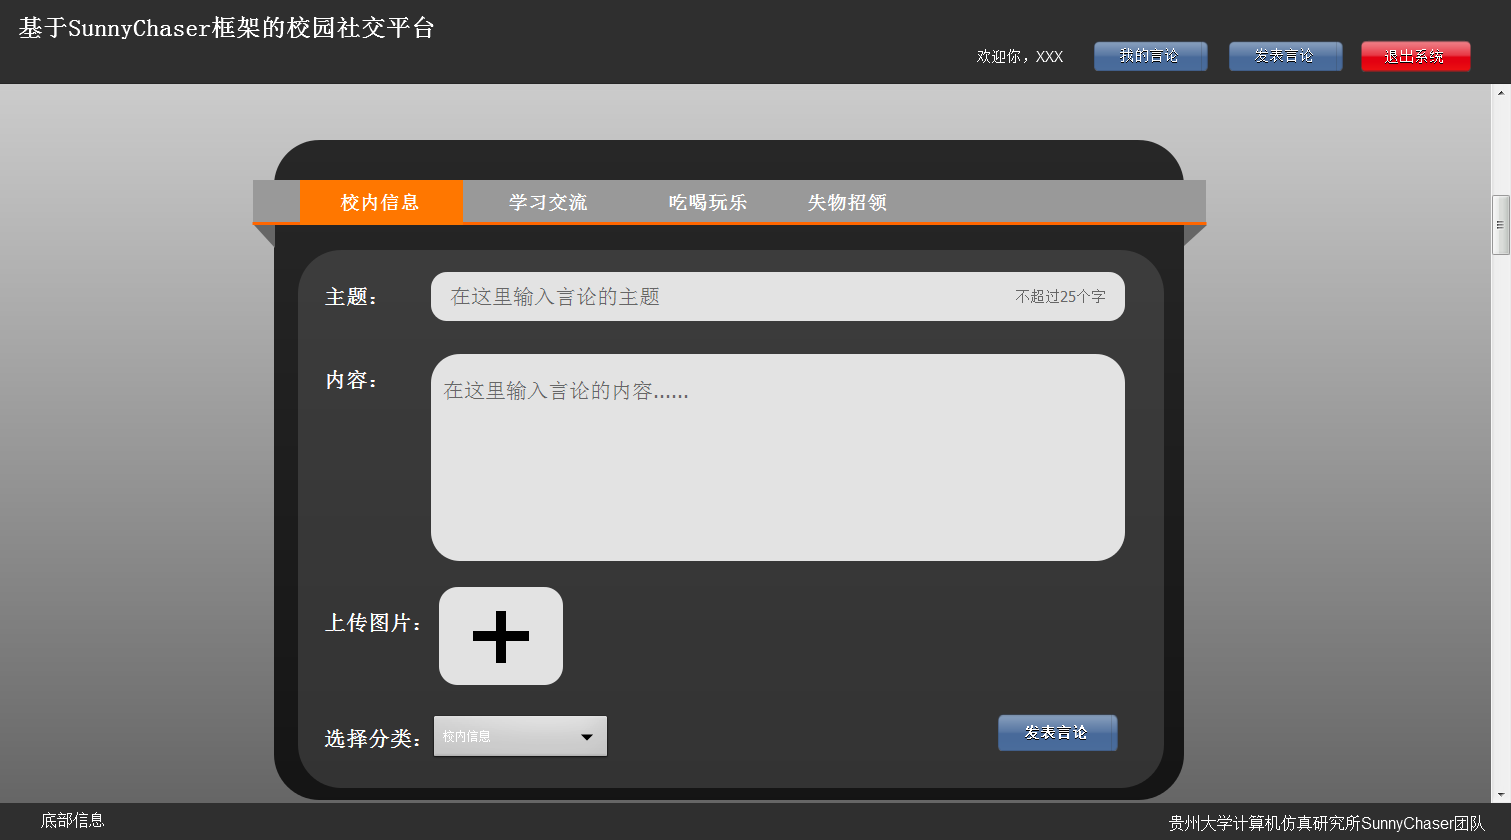 基于SunnyChaser框架的校园社交平台
欢迎你，XXX 我的言论 发表言论 退出系统
校内信息 学习交流 吃喝玩乐 失物招领
主题： 在这里输入言论的主题 不超过25个字
内容： 在这里输入言论的内容......
上传图片：
选择分类： 校内信息 发表言论
底部信息 贵州大学计算机仿真研究所SunnyChaser团队